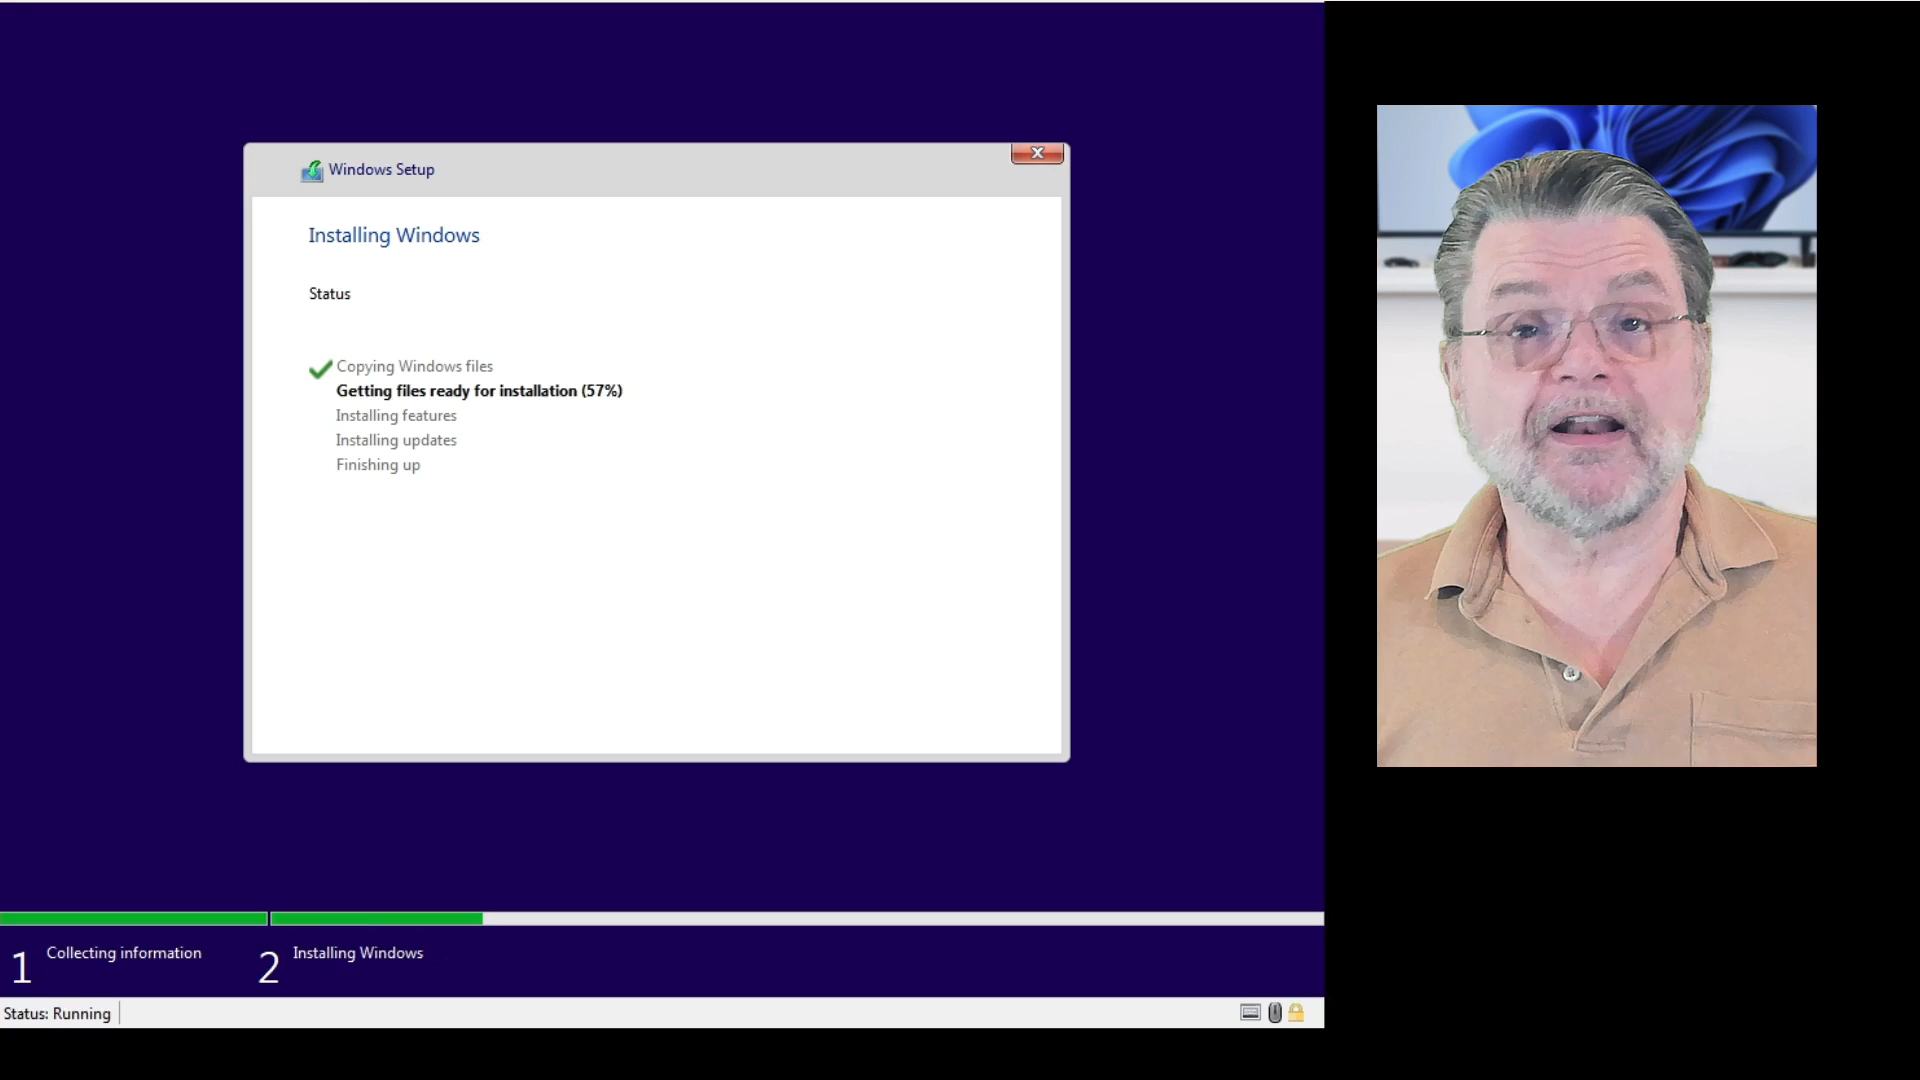 Windows Setup
Installing Windows
Status
Copying Windows files
Getting files ready for installation (57%)
Installing features
Installing updates
Finishing up
1 Collecting information
2 Installing Windows
Status: Running